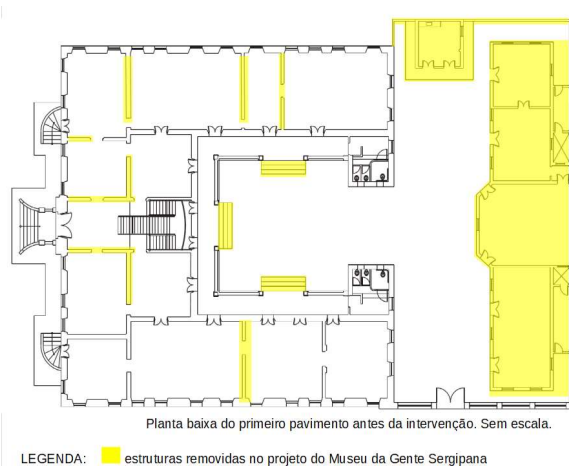 Planta baixa do primeiro pavimento antes da intervenção. Sem escala.
LEGENDA: estruturas removidas no projeto do Museu da Gente Sergipana